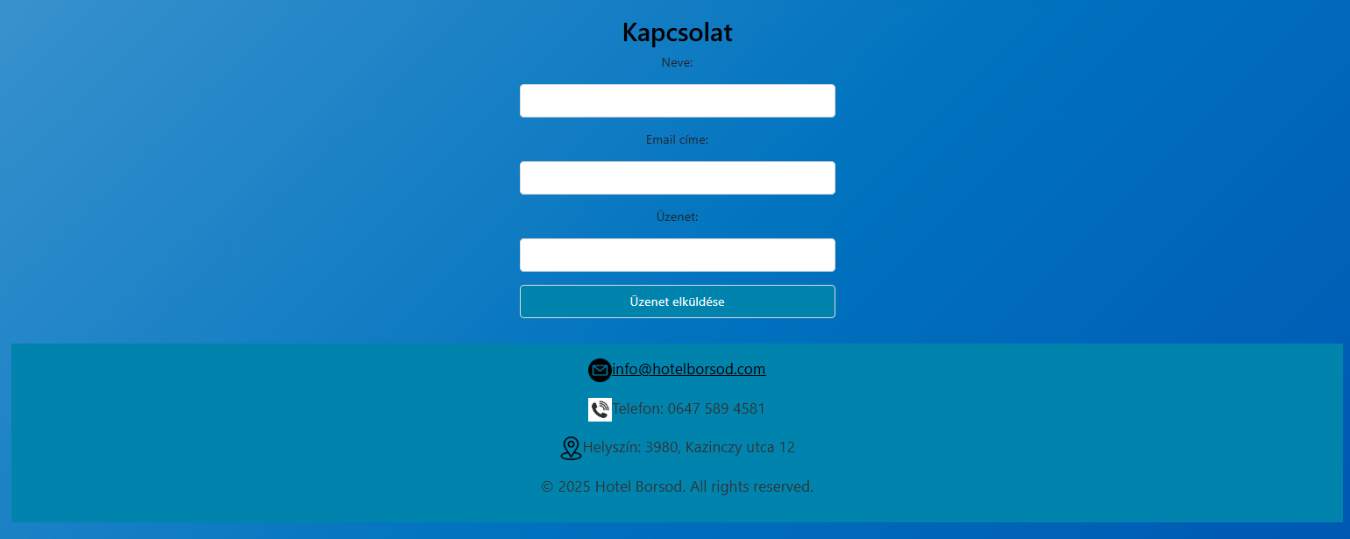 Kapcsolat
Neve:
Email címe:
Üzenet:
Üzenet elküldése
info@hotelborsod.com
Telefon: 0647 589 4581
Helyszín: 3980, Kazinczy utca 12
© 2025 Hotel Borsod. All rights reserved.